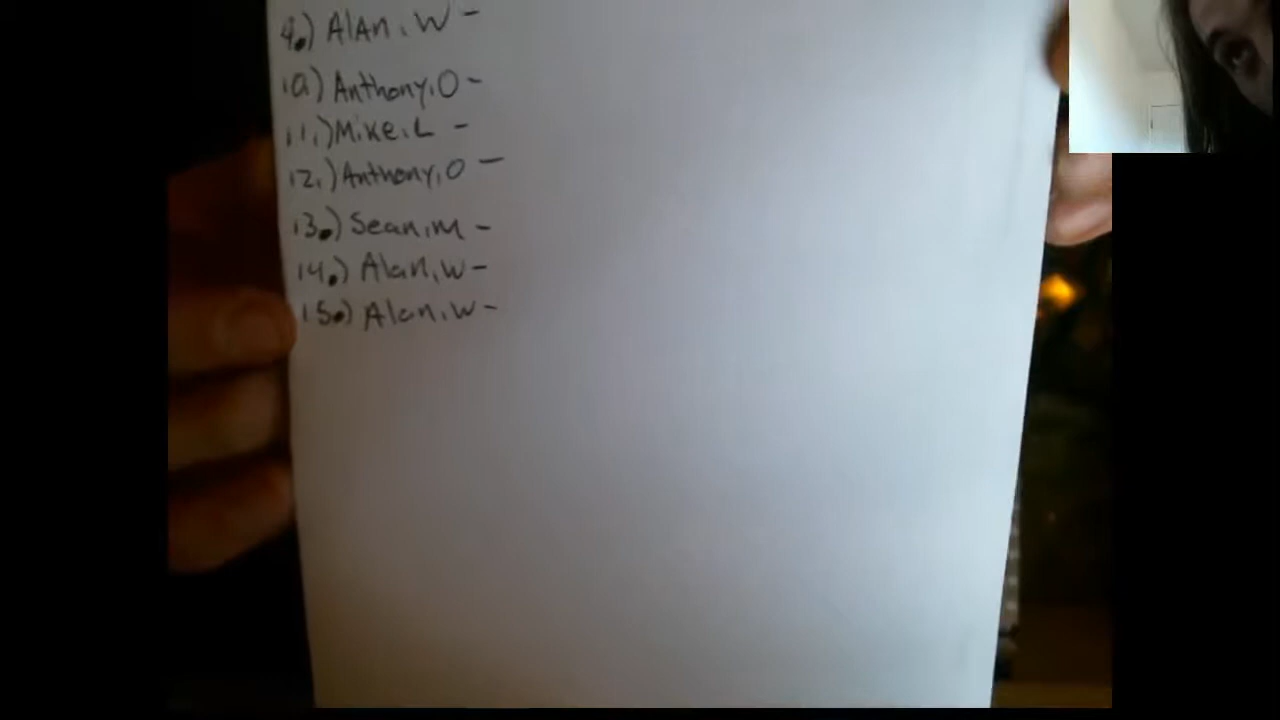 9.) Alan.W -
10) Anthony.O -
11.) Mike.L -
12.) Anthony.O -
13.) Sean.M -
14.) Alan.W -
15.) Alan.W -